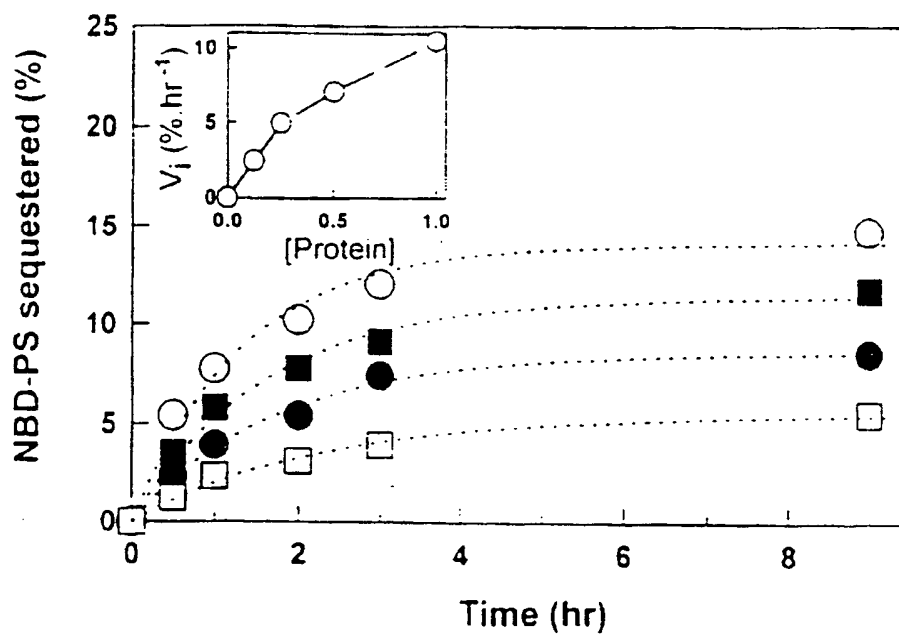 NBD-PS sequestered (%)
25
20
15
10
5
0
V_i (% hr⁻¹)
10
5
0
0.0 0.5 1.0
[Protein]
0 2 4 6 8
Time (hr)